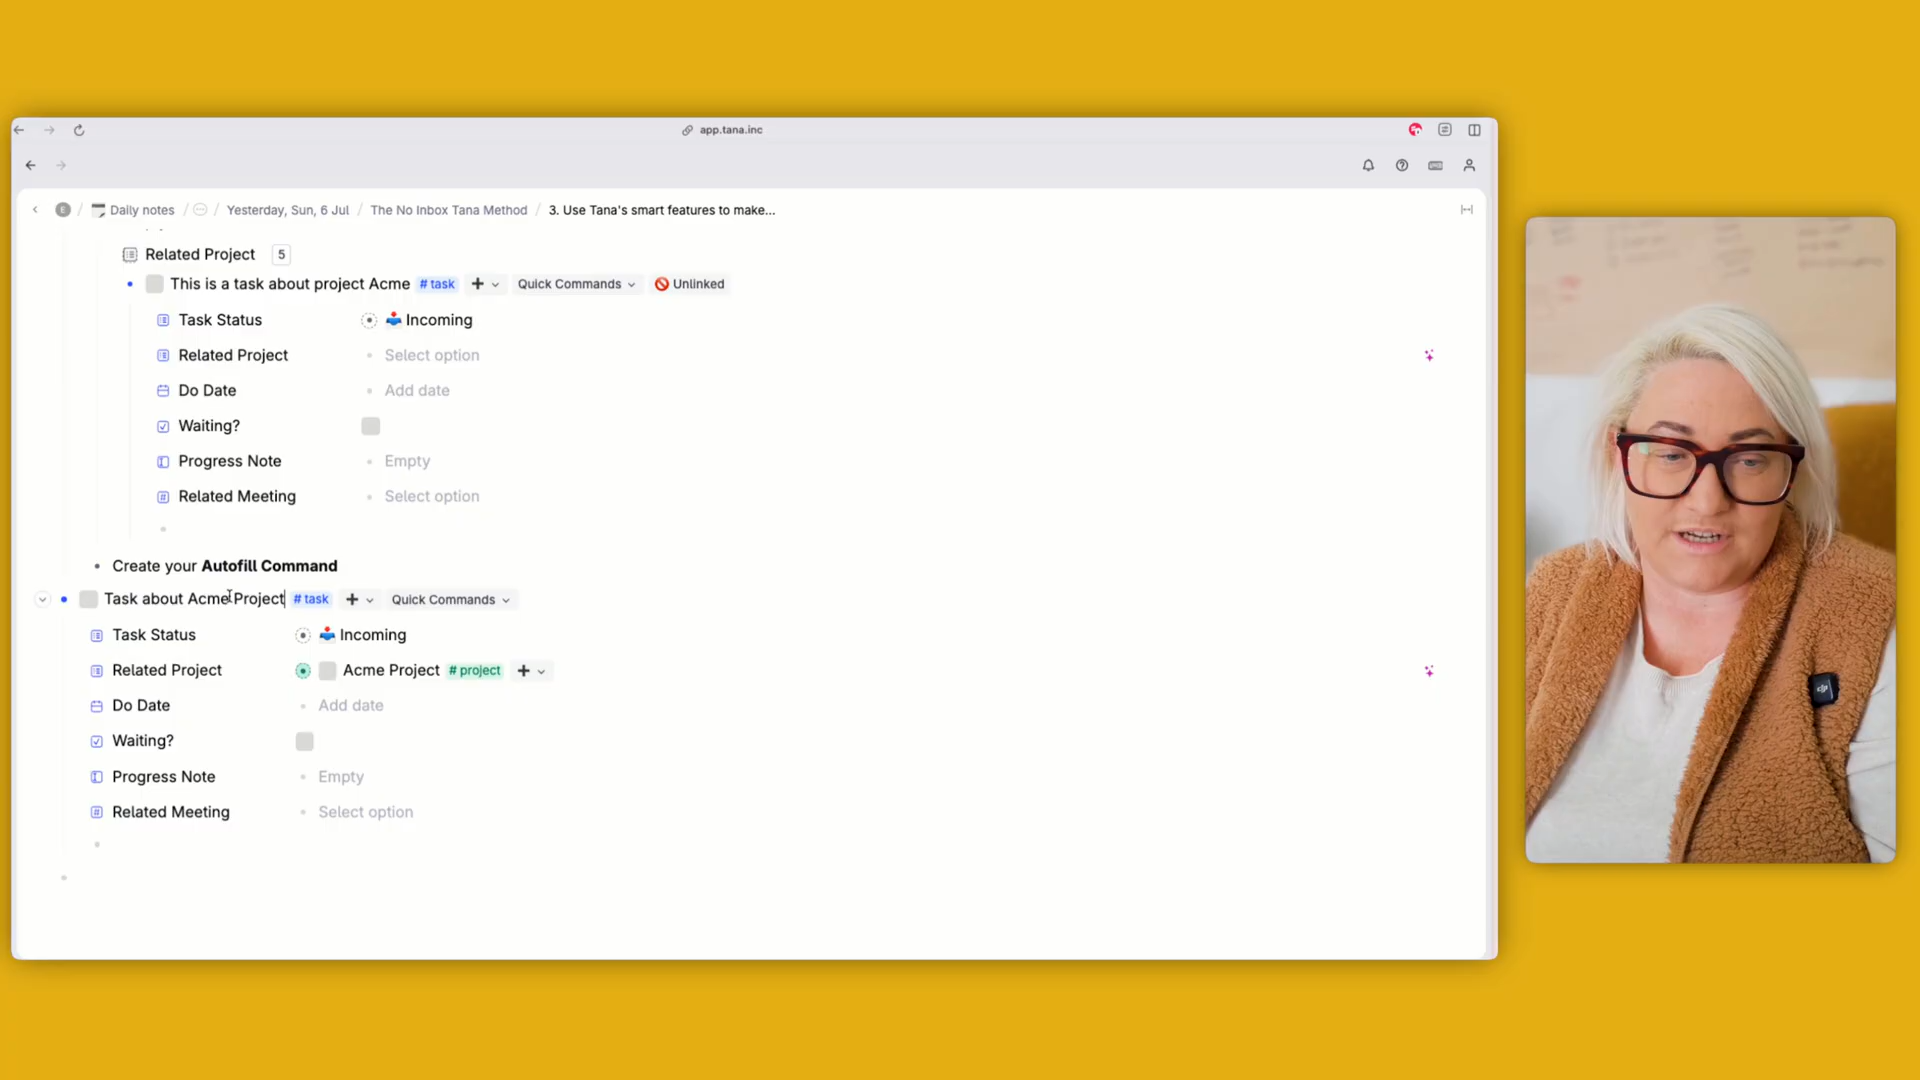 app.tana.inc
E / Daily notes / / Yesterday, Sun, 6 Jul / The No Inbox Tana Method / 3. Use Tana's smart features to make...
Related Project 5
This is a task about project Acme # task Quick Commands Unlinked
Task Status Incoming
Related Project Select option
Do Date Add date
Waiting?
Progress Note Empty
Related Meeting Select option
Create your Autofill Command
Task about Acme Project # task Quick Commands
Task Status Incoming
Related Project Acme Project # project
Do Date Add date
Waiting?
Progress Note Empty
Related Meeting Select option